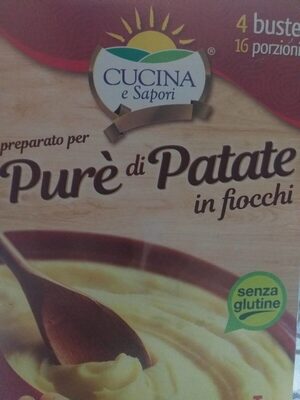 4 buste
16 porzioni
CUCINA
e Sapori
®
preparato per
Purè di Patate
in fiocchi
senza
glutine